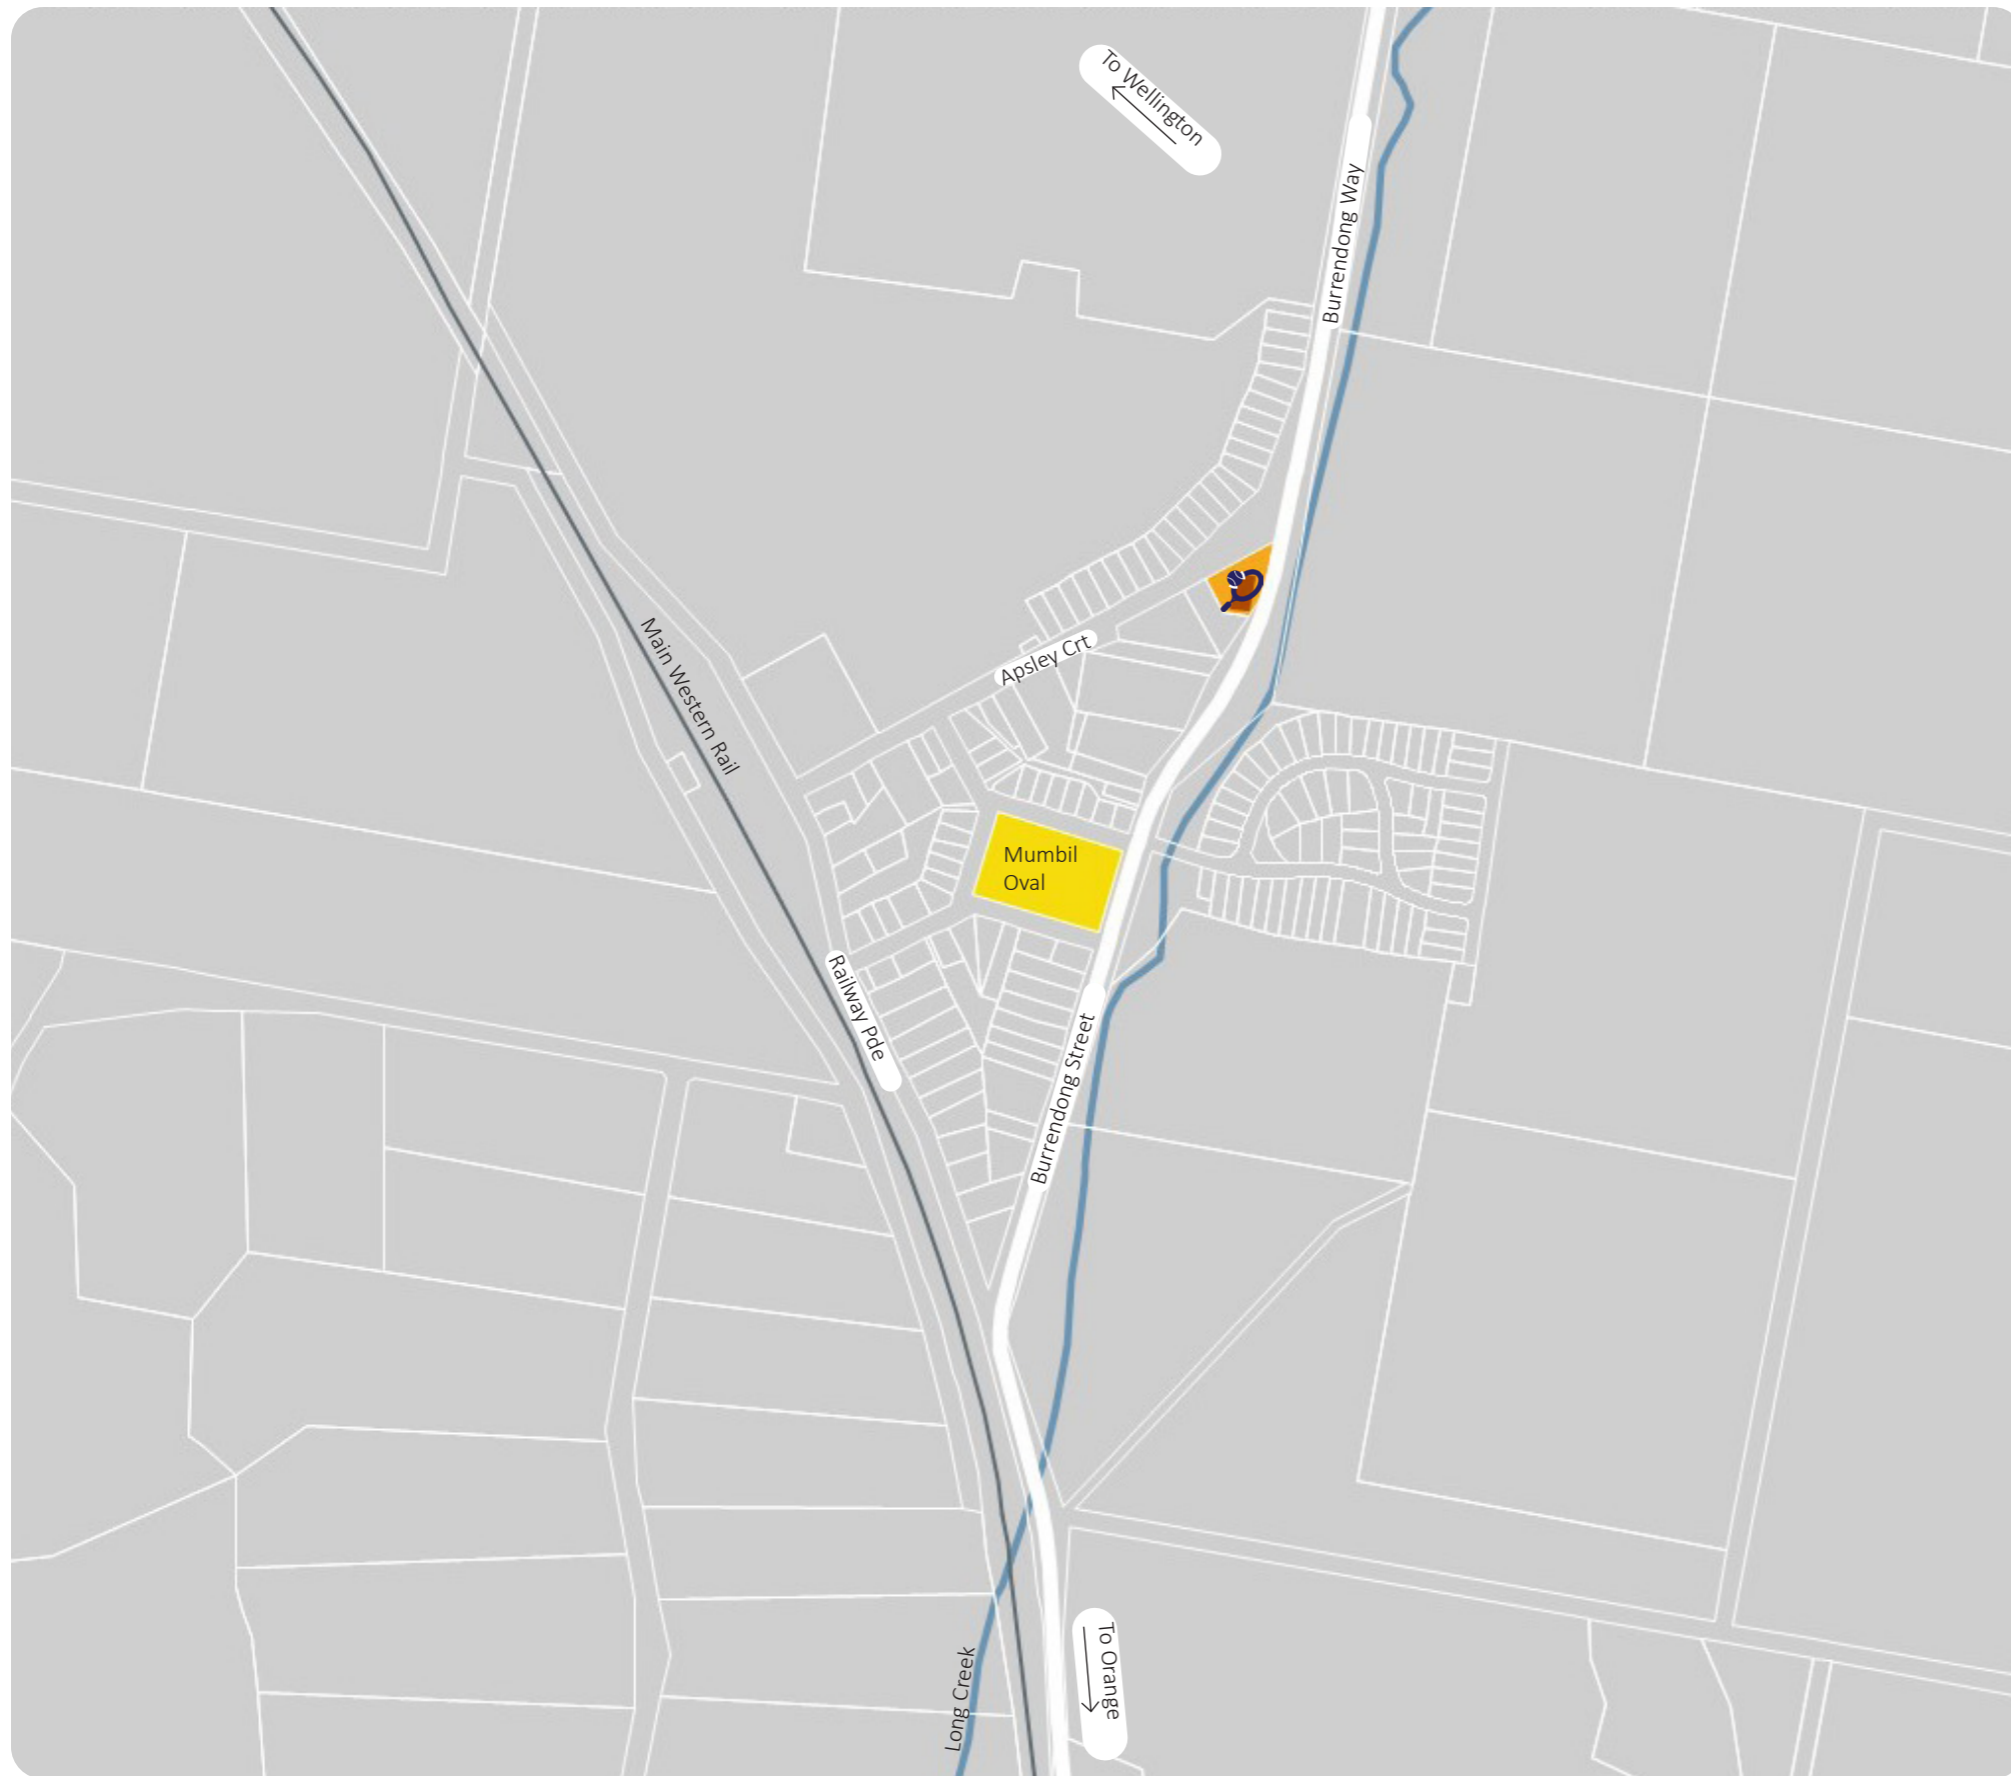 To Wellington
Burrendong Way
Main Western Rail
Apsley Crt
Mumbil
Oval
Railway Pde
Burrendong Street
To Orange
Long Creek